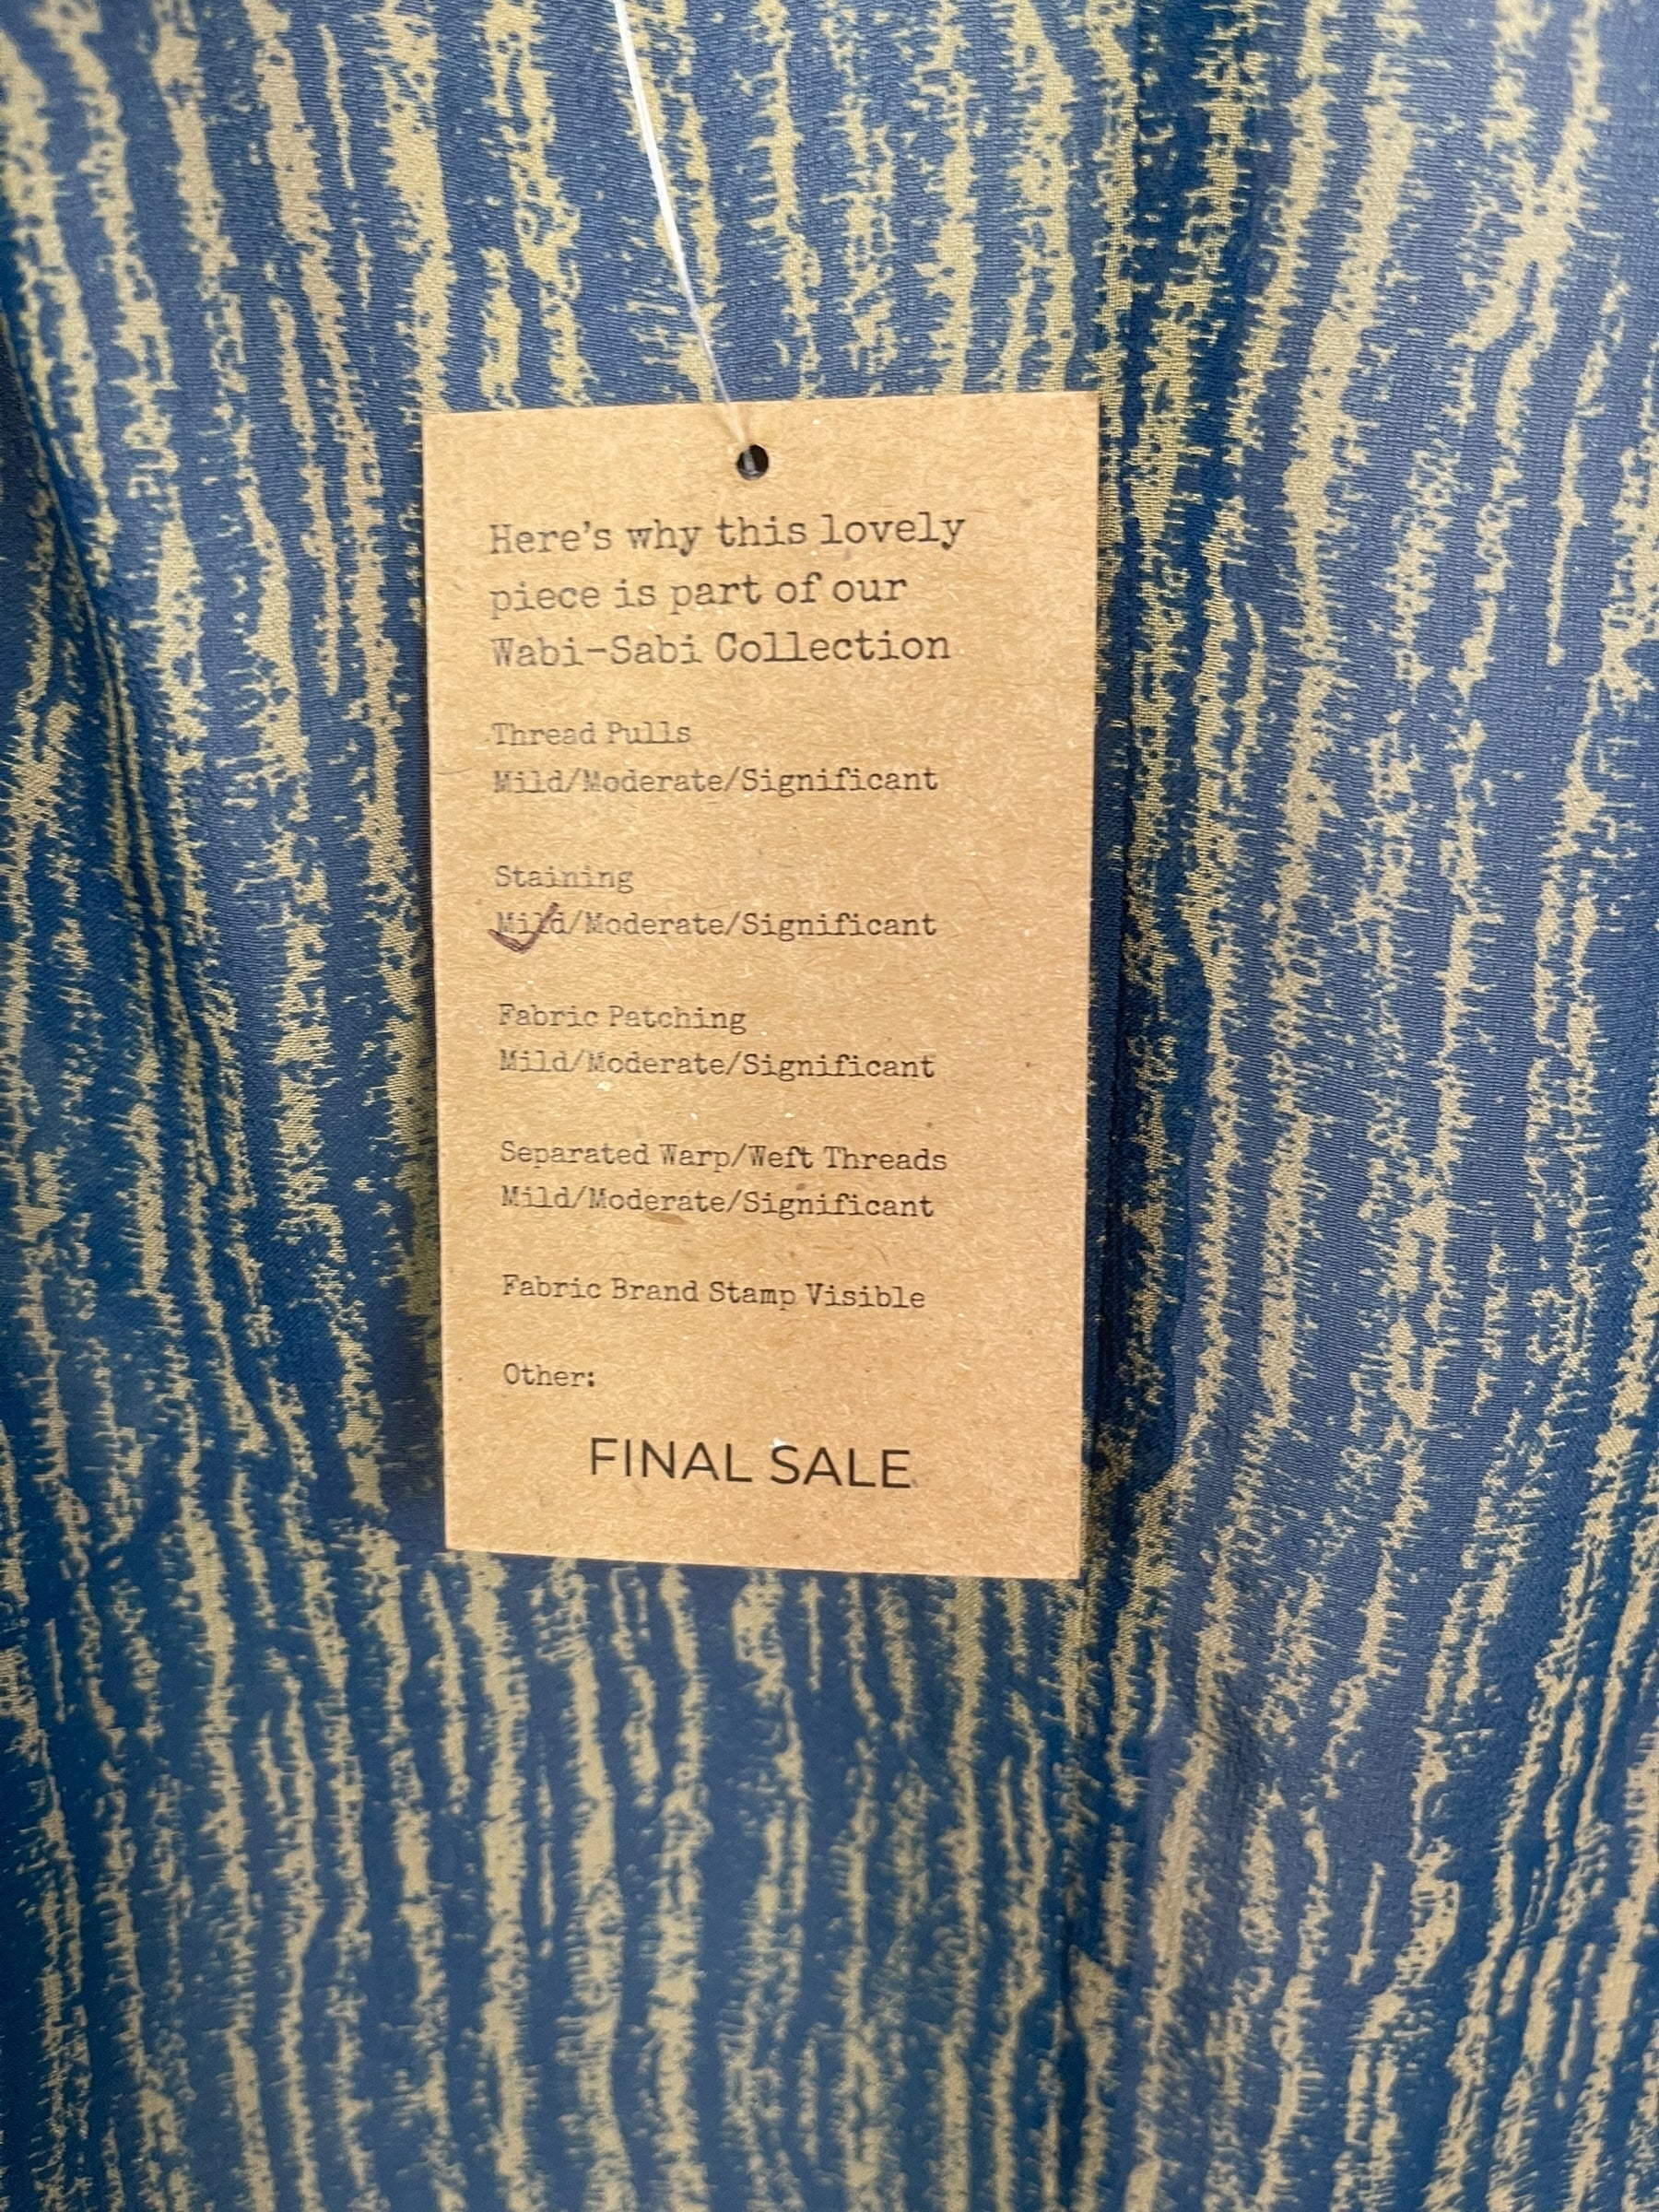 Here's why this lovely
piece is part of our
Wabi-Sabi Collection
Thread Pulls
Mild/Moderate/Significant
Staining
Mild/Moderate/Significant
Fabric Patching
Mild/Moderate/Significant
Separated Warp/Weft Threads
Mild/Moderate/Significant
Fabric Brand Stamp Visible
Other:
FINAL SALE